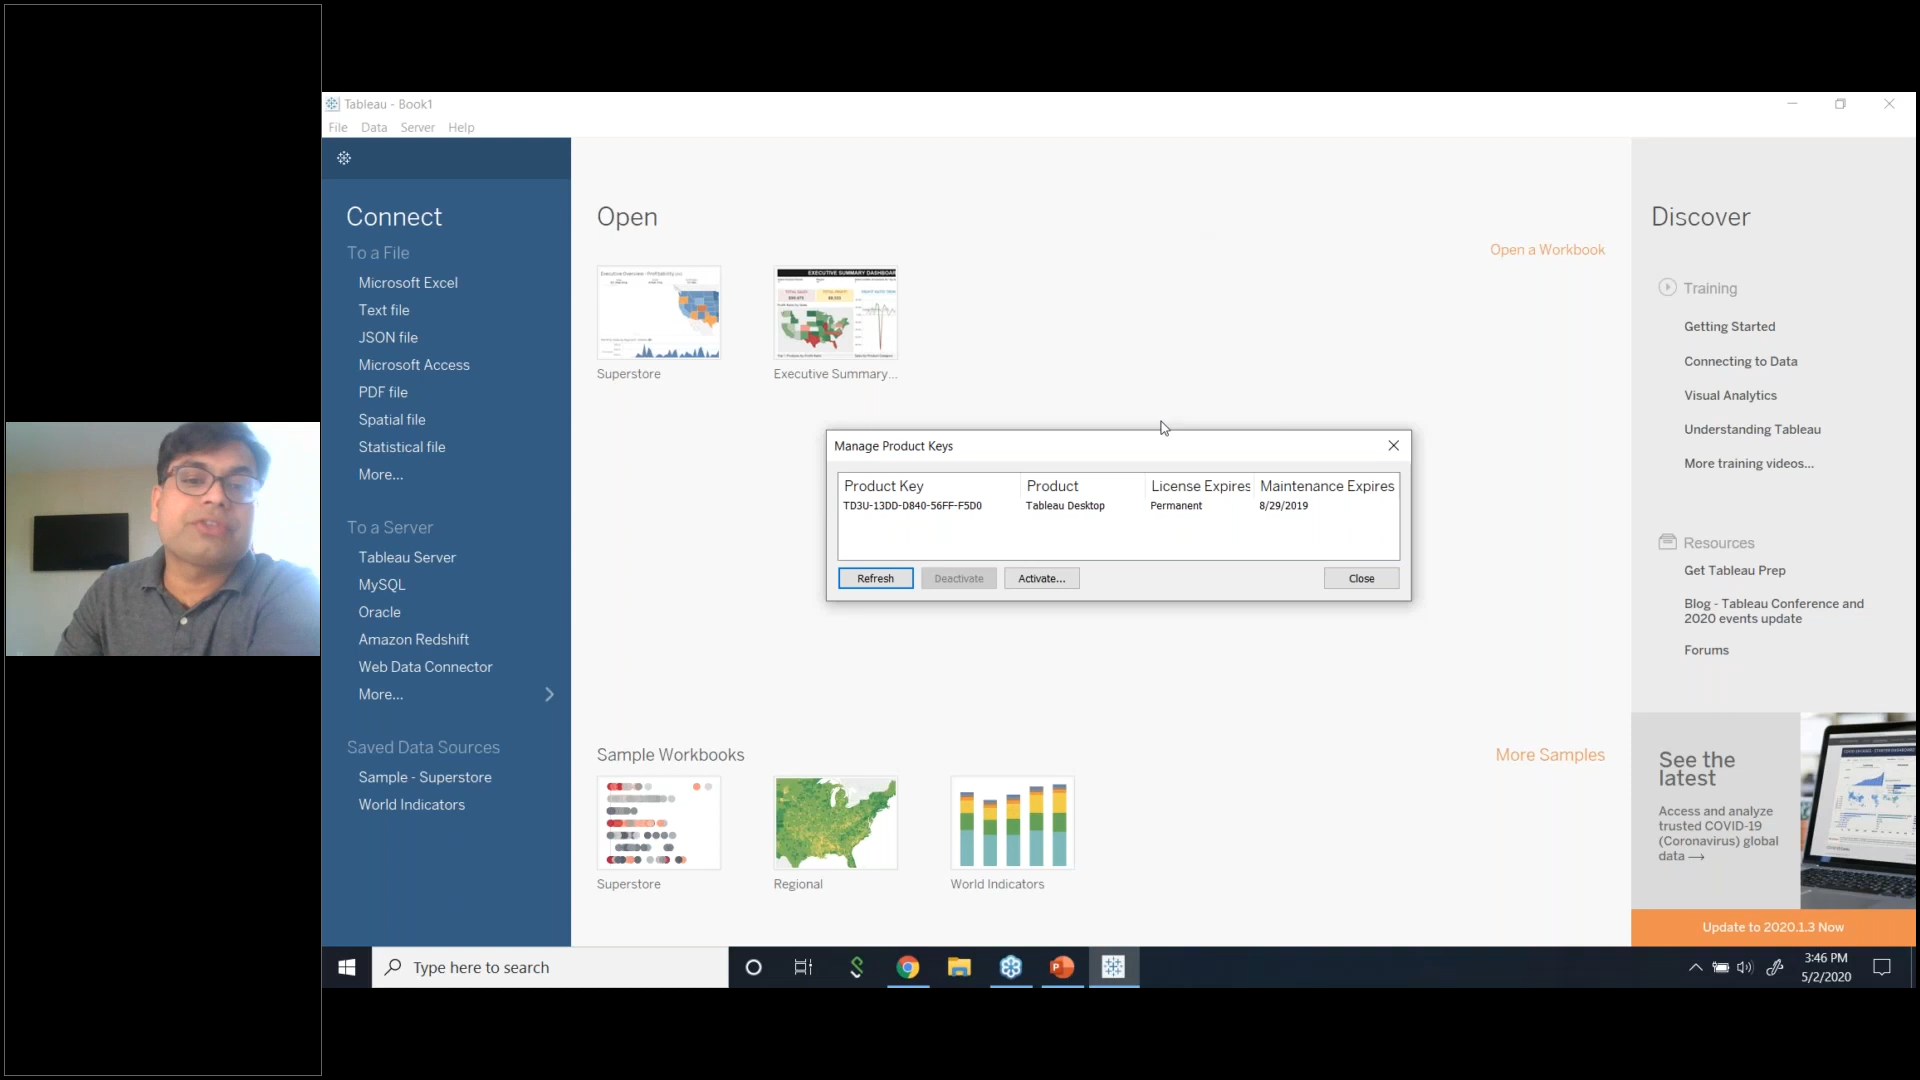 Tableau - Book1
File Data Server Help
Connect
To a File
Microsoft Excel
Text file
JSON file
Microsoft Access
PDF file
Spatial file
Statistical file
More...
To a Server
Tableau Server
MySQL
Oracle
Amazon Redshift
Web Data Connector
More...
Saved Data Sources
Sample - Superstore
World Indicators
Open
Open a Workbook
EXECUTIVE SUMMARY DASHBOAR
Superstore
Executive Summary...
Manage Product Keys
Product Key Product License Expires Maintenance Expires
TD3U-13DD-D840-56FF-F5D0 Tableau Desktop Permanent 8/29/2019
Refresh Deactivate Activate... Close
Sample Workbooks
More Samples
Superstore
Regional
World Indicators
Discover
Training
Getting Started
Connecting to Data
Visual Analytics
Understanding Tableau
More training videos...
Resources
Get Tableau Prep
Blog - Tableau Conference and
2020 events update
Forums
See the
latest
Access and analyze
trusted COVID-19
(Coronavirus) global
data →
Update to 2020.1.3 Now
Type here to search
3:46 PM
5/2/2020